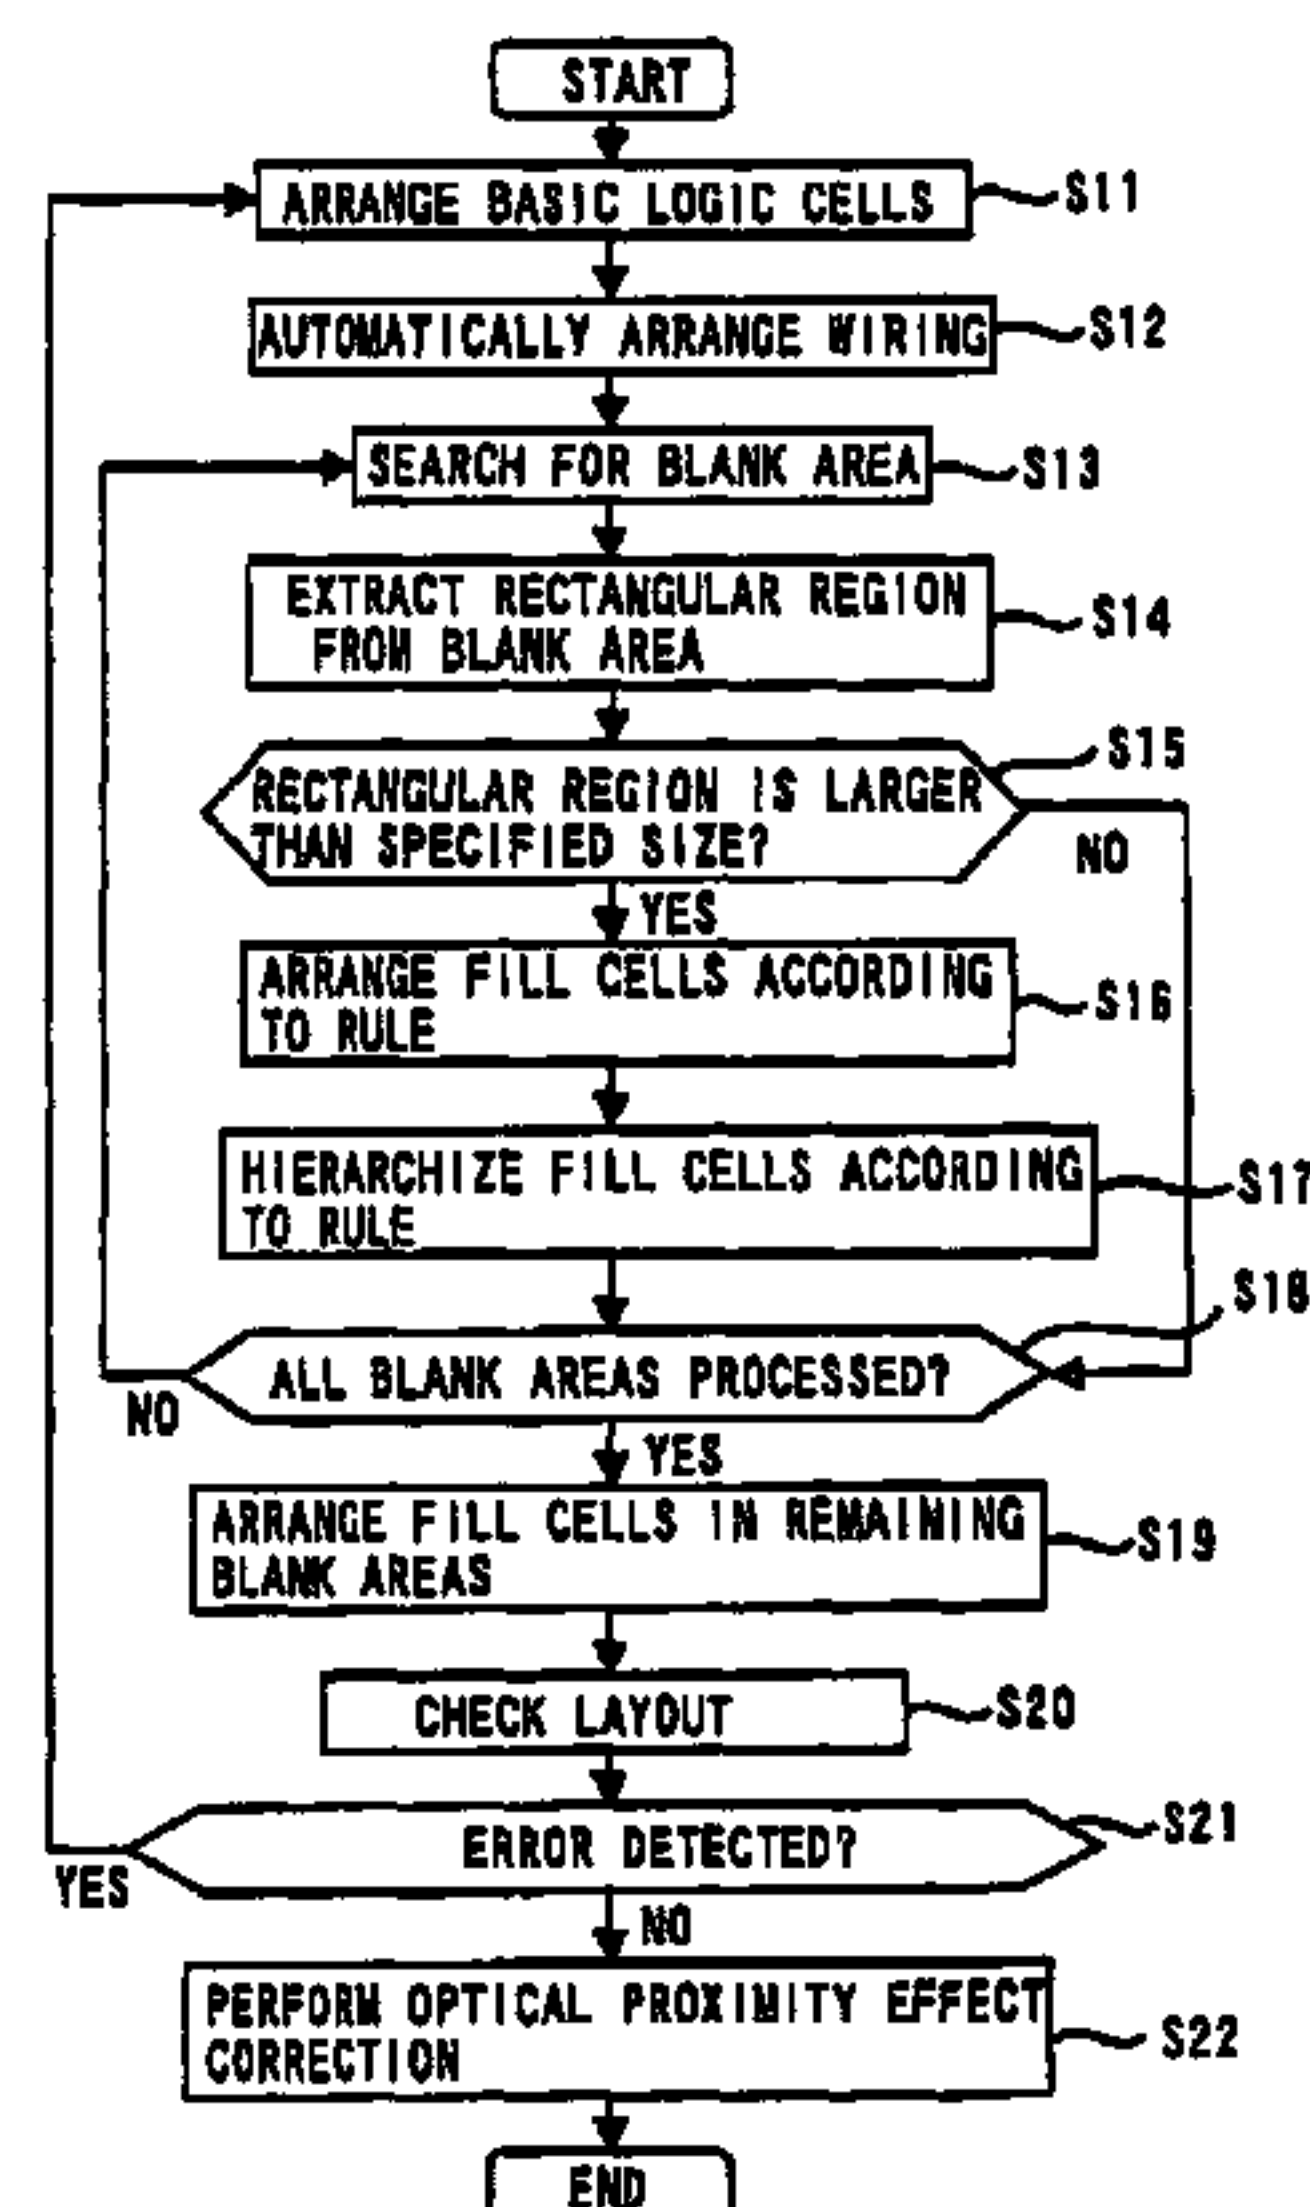 START
ARRANGE BASIC LOGIC CELLS
S11
AUTOMATICALLY ARRANGE WIRING
S12
SEARCH FOR BLANK AREA
S13
EXTRACT RECTANGULAR REGION
FROM BLANK AREA
S14
RECTANGULAR REGION IS LARGER
THAN SPECIFIED SIZE?
S15
NO
YES
ARRANGE FILL CELLS ACCORDING
TO RULE
S16
HIERARCHIZE FILL CELLS ACCORDING
TO RULE
S17
S18
ALL BLANK AREAS PROCESSED?
NO
YES
ARRANGE FILL CELLS IN REMAINING
BLANK AREAS
S19
CHECK LAYOUT
S20
ERROR DETECTED?
S21
YES
NO
PERFORM OPTICAL PROXIMITY EFFECT
CORRECTION
S22
END